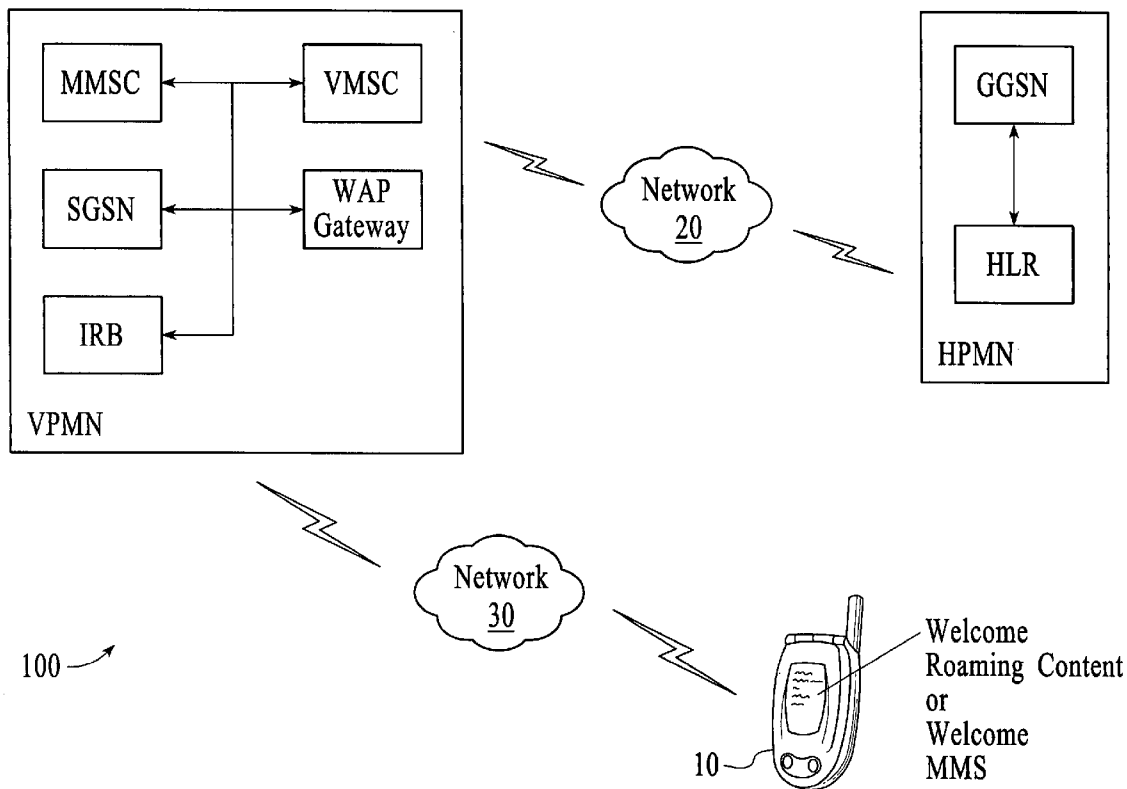 MMSC
VMSC
SGSN
WAP
Gateway
IRB
VPMN
Network
20
GGSN
HLR
HPMN
Network
30
100
10
Welcome
Roaming Content
or
Welcome
MMS